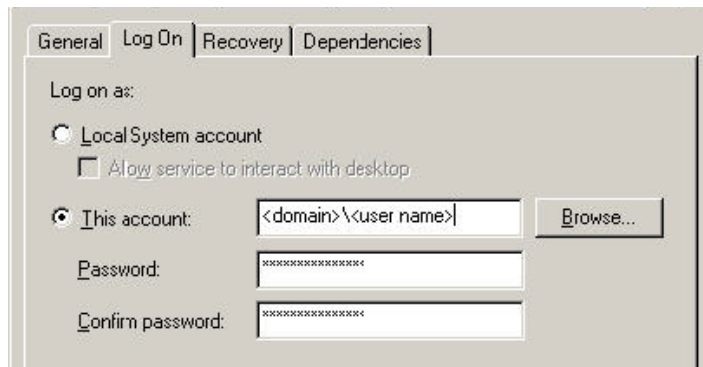 General Log On Recovery Dependencies
Log on as:
Local System account
Allow service to interact with desktop
This account: <domain>\<user name> Browse...
Password: ***************
Confirm password: ***************